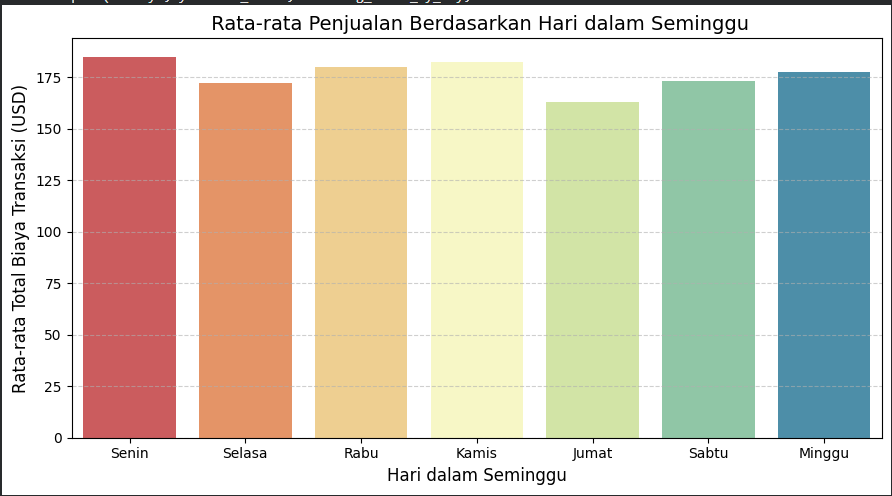 Rata-rata Penjualan Berdasarkan Hari dalam Seminggu
Rata-rata Total Biaya Transaksi (USD)
175
150
125
100
75
50
25
0
Senin Selasa Rabu Kamis Jumat Sabtu Minggu
Hari dalam Seminggu